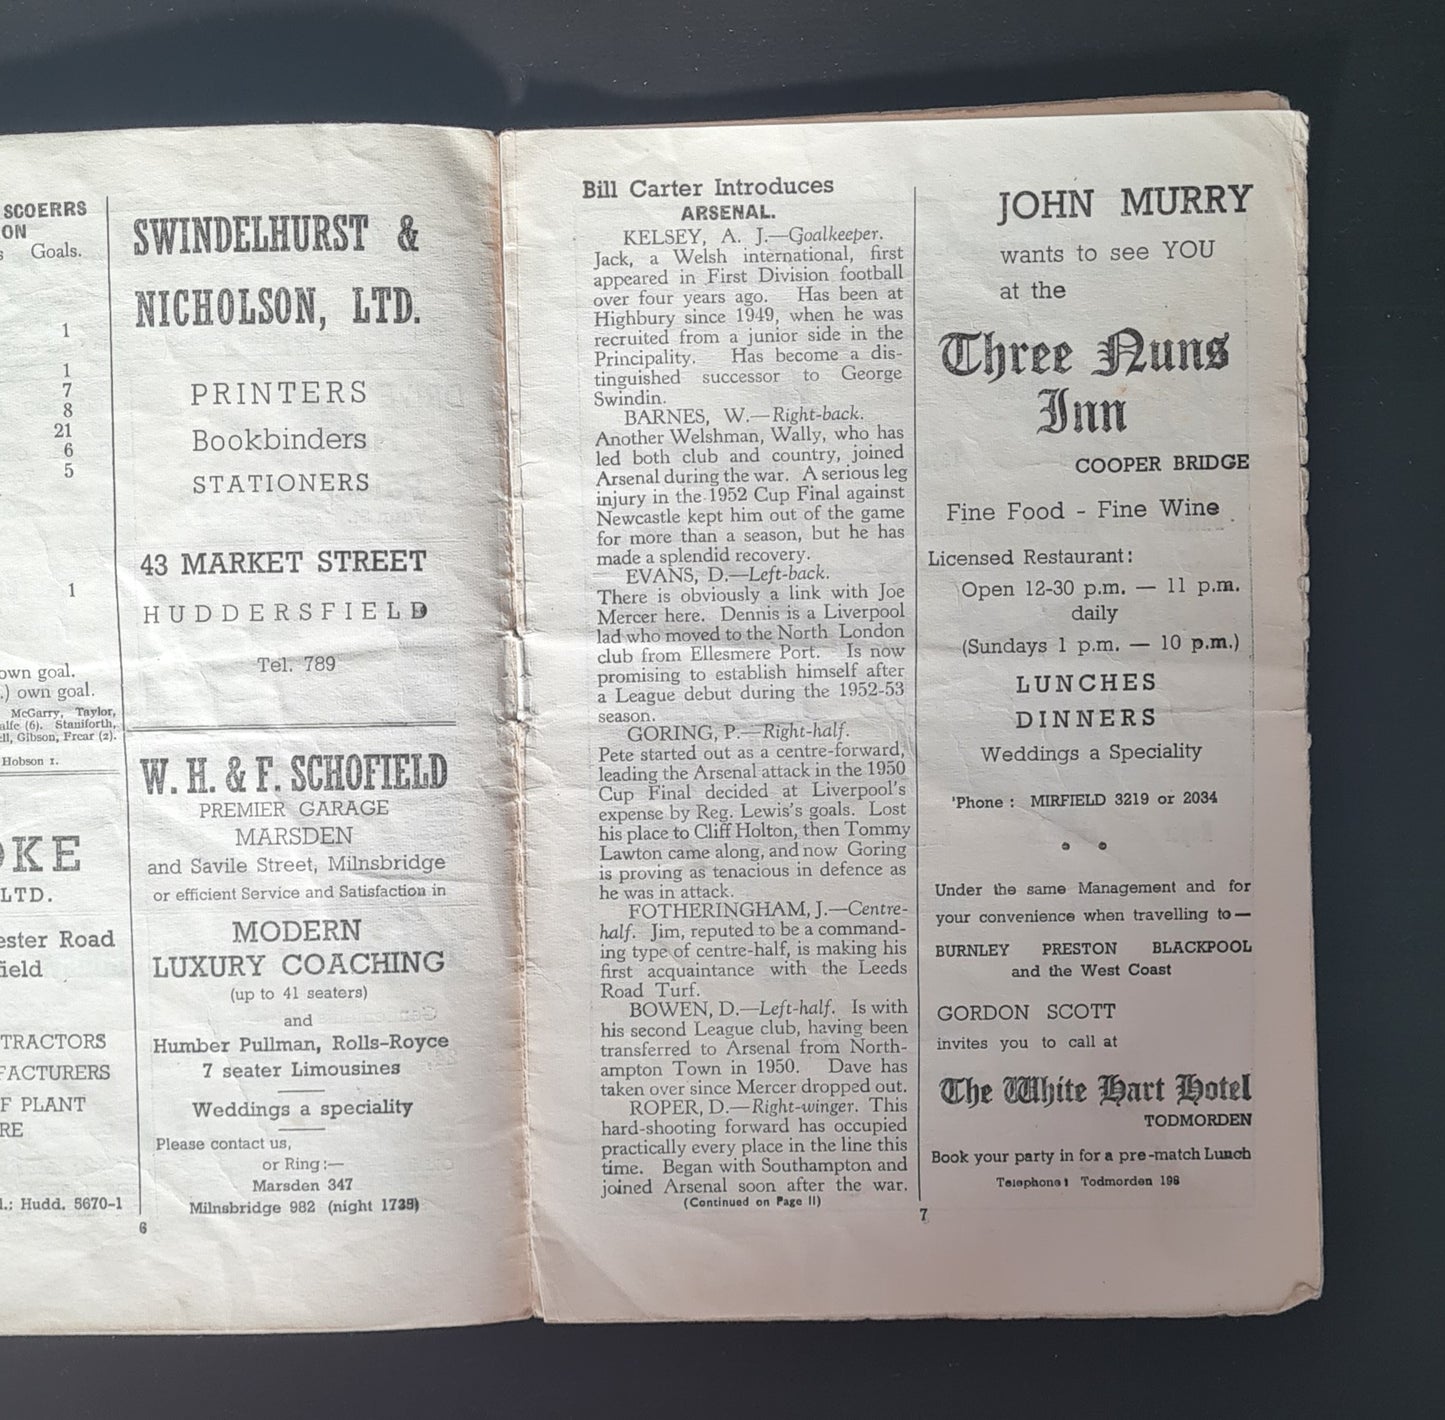 SCOERRS
ON
Goals.
1
1
7
8
21
6
5
1
own goal.
.) own goal.
McGarry, Taylor,
alfe (6). Staniforth,
ell, Gibson, Frear (2).
Hobson 1.
OKE
LTD.
ester Road
ield
TRACTORS
FACTURERS
F PLANT
RE
l.: Hudd. 5670-1
SWINDELHURST &
NICHOLSON, LTD.
PRINTERS
Bookbinders
STATIONERS
43 MARKET STREET
HUDDERSFIELD
Tel. 789
W. H. & F. SCHOFIELD
PREMIER GARAGE
MARSDEN
and Savile Street, Milnsbridge
or efficient Service and Satisfaction in
MODERN
LUXURY COACHING
(up to 41 seaters)
and
Humber Pullman, Rolls-Royce
7 seater Limousines
Weddings a speciality
Please contact us,
or Ring:—
Marsden 347
Milnsbridge 982 (night 1735)
6
Bill Carter Introduces
ARSENAL.
KELSEY, A. J.—Goalkeeper.
Jack, a Welsh international, first
appeared in First Division football
over four years ago. Has been at
Highbury since 1949, when he was
recruited from a junior side in the
Principality. Has become a dis-
tinguished successor to George
Swindin.
BARNES, W.—Right-back.
Another Welshman, Wally, who has
led both club and country, joined
Arsenal during the war. A serious leg
injury in the 1952 Cup Final against
Newcastle kept him out of the game
for more than a season, but he has
made a splendid recovery.
EVANS, D.—Left-back.
There is obviously a link with Joe
Mercer here. Dennis is a Liverpool
lad who moved to the North London
club from Ellesmere Port. Is now
promising to establish himself after
a League debut during the 1952-53
season.
GORING, P.—Right-half.
Pete started out as a centre-forward,
leading the Arsenal attack in the 1950
Cup Final decided at Liverpool's
expense by Reg. Lewis's goals. Lost
his place to Cliff Holton, then Tommy
Lawton came along, and now Goring
is proving as tenacious in defence as
he was in attack.
FOTHERINGHAM, J.—Centre-
half. Jim, reputed to be a command-
ing type of centre-half, is making his
first acquaintance with the Leeds
Road Turf.
BOWEN, D.—Left-half. Is with
his second League club, having been
transferred to Arsenal from North-
ampton Town in 1950. Dave has
taken over since Mercer dropped out.
ROPER, D.—Right-winger. This
hard-shooting forward has occupied
practically every place in the line this
time. Began with Southampton and
joined Arsenal soon after the war.
(Continued on Page 11)
JOHN MURRY
wants to see YOU
at the
Three Nuns
Inn
COOPER BRIDGE
Fine Food - Fine Wine
Licensed Restaurant:
Open 12-30 p.m. — 11 p.m.
daily
(Sundays 1 p.m. — 10 p.m.)
LUNCHES
DINNERS
Weddings a Speciality
'Phone : MIRFIELD 3219 or 2034
Under the same Management and for
your convenience when travelling to—
BURNLEY PRESTON BLACKPOOL
and the West Coast
GORDON SCOTT
invites you to call at
The White Hart Hotel
TODMORDEN
Book your party in for a pre-match Lunch
Telephone: Todmorden 198
7